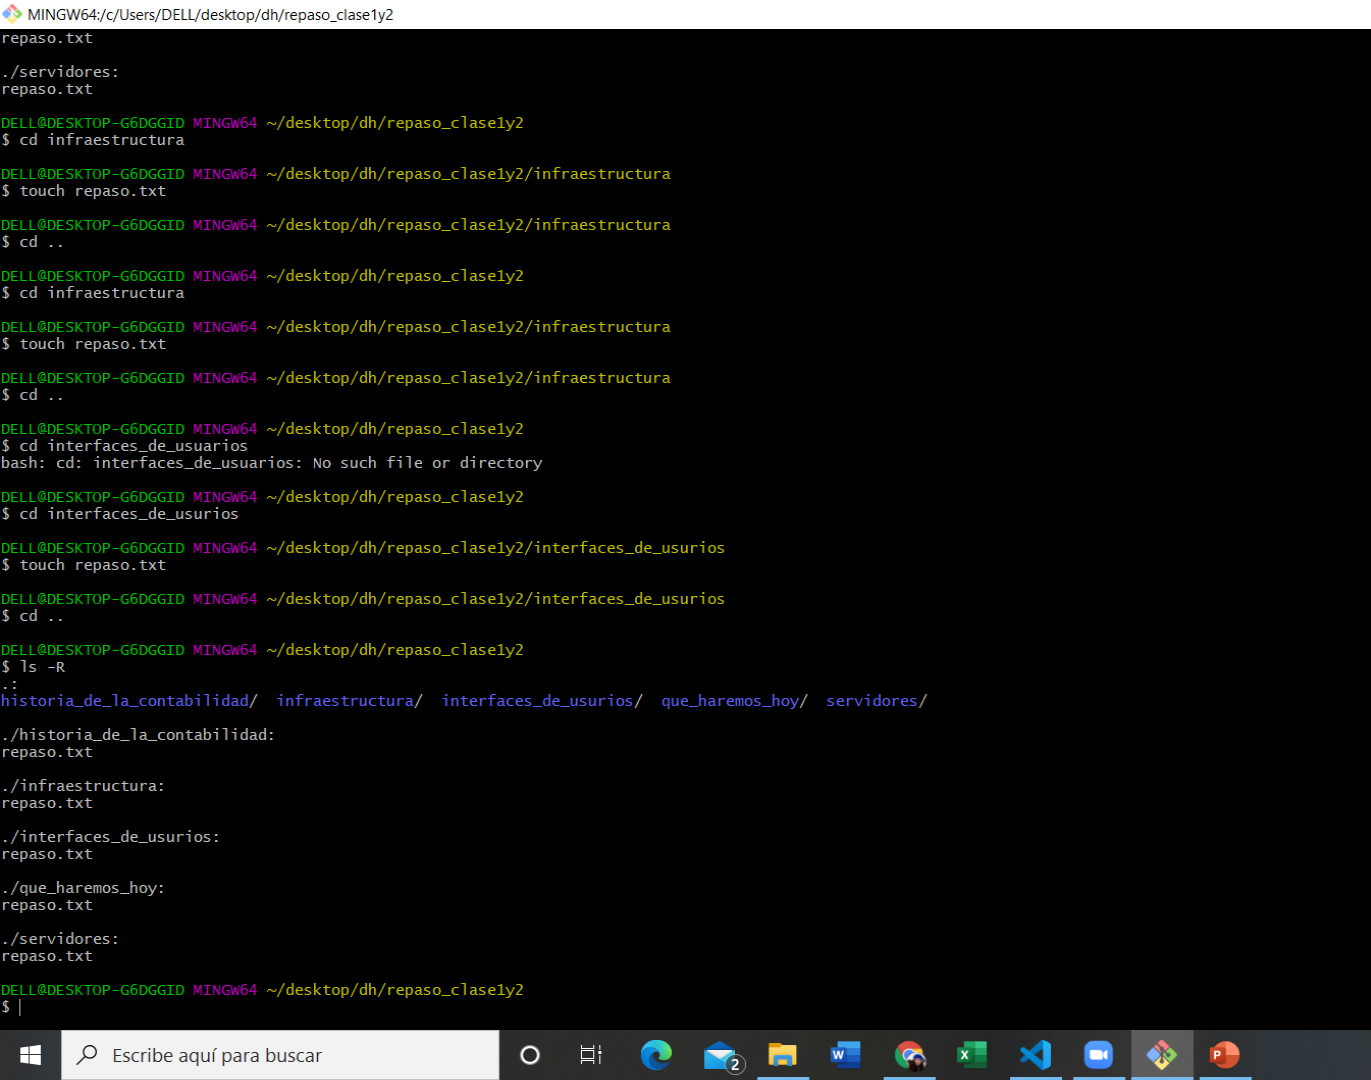 MINGW64:/c/Users/DELL/desktop/dh/repaso_clase1y2
repaso.txt
./servidores:
repaso.txt
DELL@DESKTOP-G6DGGID MINGW64 ~/desktop/dh/repaso_clase1y2
$ cd infraestructura
DELL@DESKTOP-G6DGGID MINGW64 ~/desktop/dh/repaso_clase1y2/infraestructura
$ touch repaso.txt
DELL@DESKTOP-G6DGGID MINGW64 ~/desktop/dh/repaso_clase1y2/infraestructura
$ cd ..
DELL@DESKTOP-G6DGGID MINGW64 ~/desktop/dh/repaso_clase1y2
$ cd infraestructura
DELL@DESKTOP-G6DGGID MINGW64 ~/desktop/dh/repaso_clase1y2/infraestructura
$ touch repaso.txt
DELL@DESKTOP-G6DGGID MINGW64 ~/desktop/dh/repaso_clase1y2/infraestructura
$ cd ..
DELL@DESKTOP-G6DGGID MINGW64 ~/desktop/dh/repaso_clase1y2
$ cd interfaces_de_usuarios
bash: cd: interfaces_de_usuarios: No such file or directory
DELL@DESKTOP-G6DGGID MINGW64 ~/desktop/dh/repaso_clase1y2
$ cd interfaces_de_usurios
DELL@DESKTOP-G6DGGID MINGW64 ~/desktop/dh/repaso_clase1y2/interfaces_de_usurios
$ touch repaso.txt
DELL@DESKTOP-G6DGGID MINGW64 ~/desktop/dh/repaso_clase1y2/interfaces_de_usurios
$ cd ..
DELL@DESKTOP-G6DGGID MINGW64 ~/desktop/dh/repaso_clase1y2
$ ls -R
.:
historia_de_la_contabilidad/  infraestructura/  interfaces_de_usurios/  que_haremos_hoy/  servidores/
./historia_de_la_contabilidad:
repaso.txt
./infraestructura:
repaso.txt
./interfaces_de_usurios:
repaso.txt
./que_haremos_hoy:
repaso.txt
./servidores:
repaso.txt
DELL@DESKTOP-G6DGGID MINGW64 ~/desktop/dh/repaso_clase1y2
$
Escribe aquí para buscar
2
W
X
P